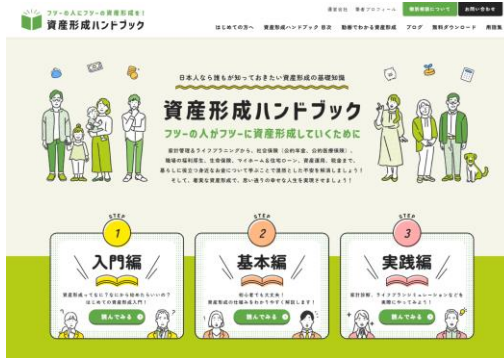 フツーの人にフツーの資産形成を!
資産形成ハンドブック
運営会社 著者プロフィール 個別相談について お問い合わせ
はじめての方へ 資産形成ハンドブック 目次 動画でわかる資産形成 ブログ 無料ダウンロード 用語集
日本人なら誰もが知っておきたい資産形成の基礎知識
資産形成ハンドブック
フツーの人がフツーに資産形成していくために
家計管理&ライフプランニングから、社会保険(公的年金、公的医療保険)、
職場の福利厚生、生命保険、マイホーム&住宅ローン、資産運用、税金まで、
暮らしに役立つ身近なお金について学ぶことで漠然とした不安を解消しましょう!
そして、着実な資産形成で、思い通りの幸せな人生を実現させましょう!
STEP
1
入門編
資産形成ってなに?なにから始めたらいいの?
はじめての資産形成入門!
読んでみる
STEP
2
基本編
初心者でも大丈夫!
資産形成の仕組みをわかりやすく解説します!
読んでみる
STEP
3
実践編
家計診断、ライフプランシミュレーションなどを
実際にやってみよう!
読んでみる